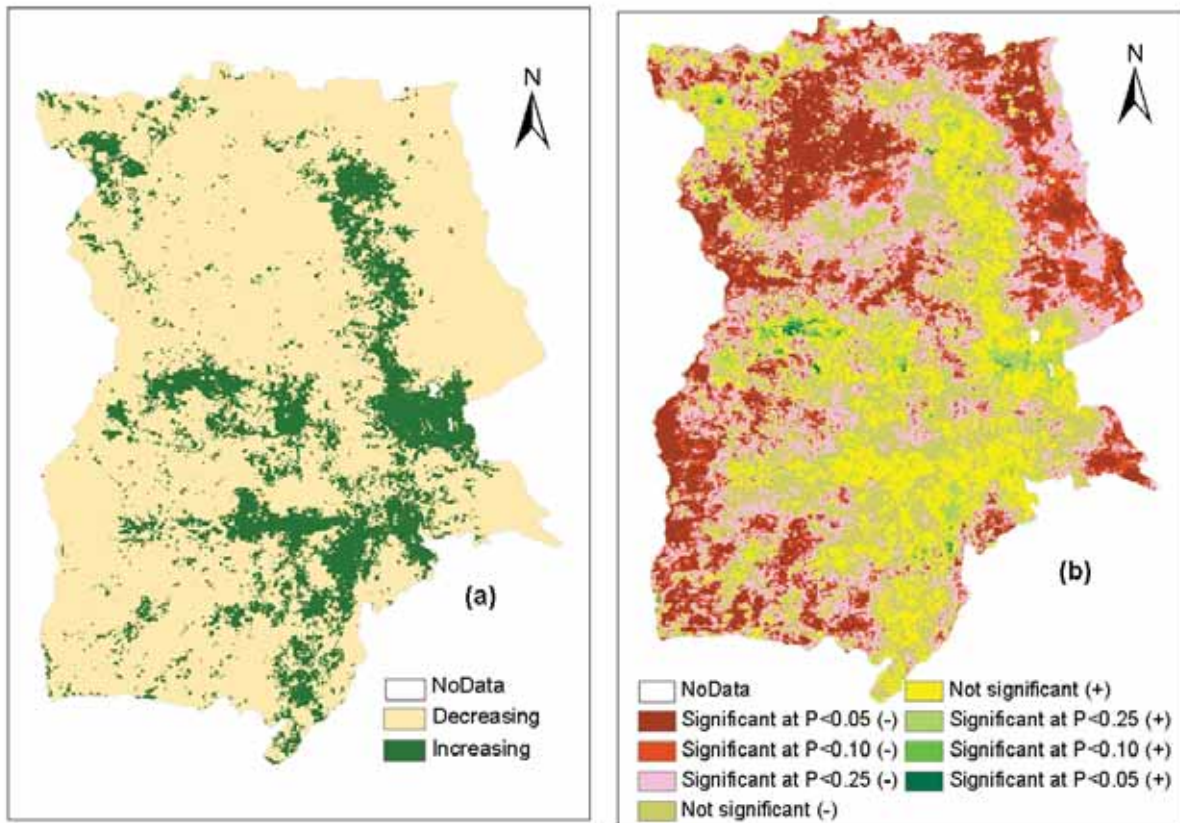 N
(a)
NoData
Decreasing
Increasing
N
(b)
NoData
Significant at P<0.05 (-)
Significant at P<0.10 (-)
Significant at P<0.25 (-)
Not significant (-)
Not significant (+)
Significant at P<0.25 (+)
Significant at P<0.10 (+)
Significant at P<0.05 (+)